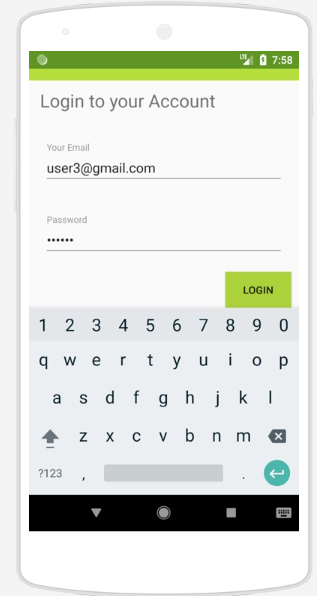 LTE 7:58
Login to your Account
Your Email
user3@gmail.com
Password
••••••
LOGIN
1 2 3 4 5 6 7 8 9 0
q w e r t y u i o p
a s d f g h j k l
z x c v b n m
?123 , .